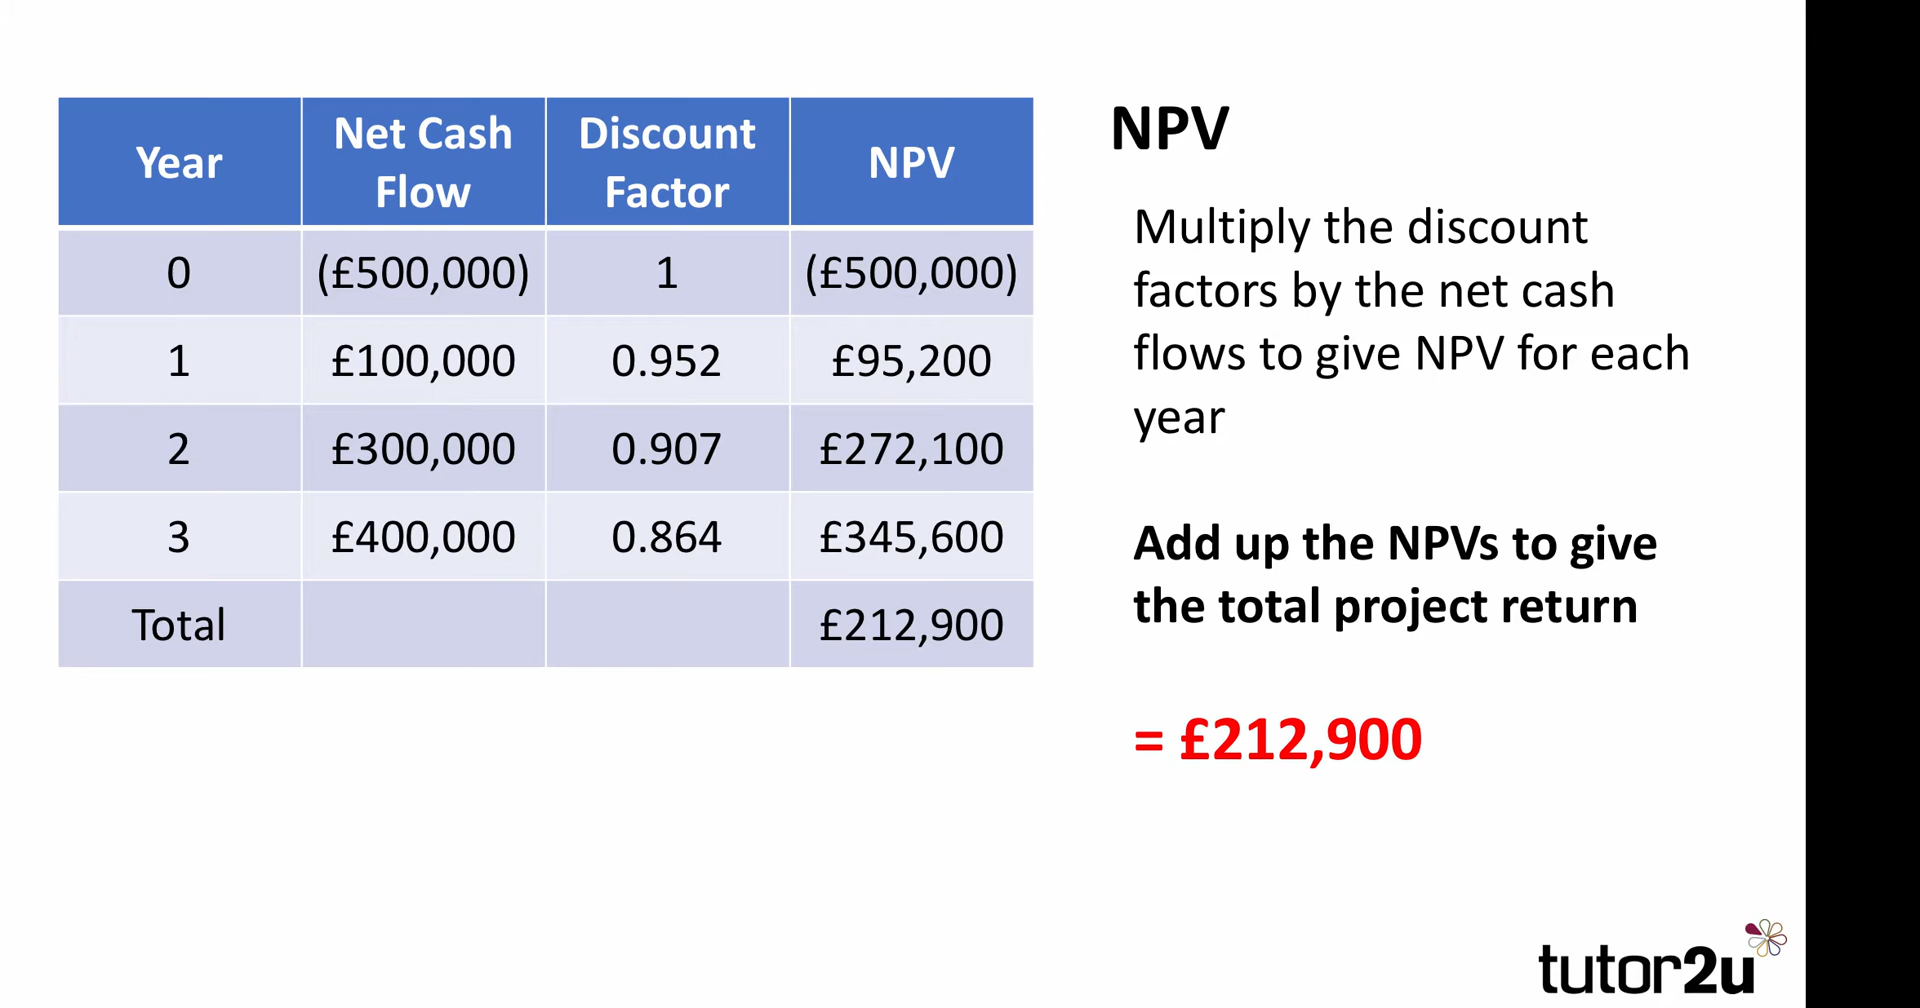 Year Net Cash Flow Discount Factor NPV
0 (£500,000) 1 (£500,000)
1 £100,000 0.952 £95,200
2 £300,000 0.907 £272,100
3 £400,000 0.864 £345,600
Total £212,900
NPV
Multiply the discount
factors by the net cash
flows to give NPV for each
year
Add up the NPVs to give
the total project return
= £212,900
tutor2u